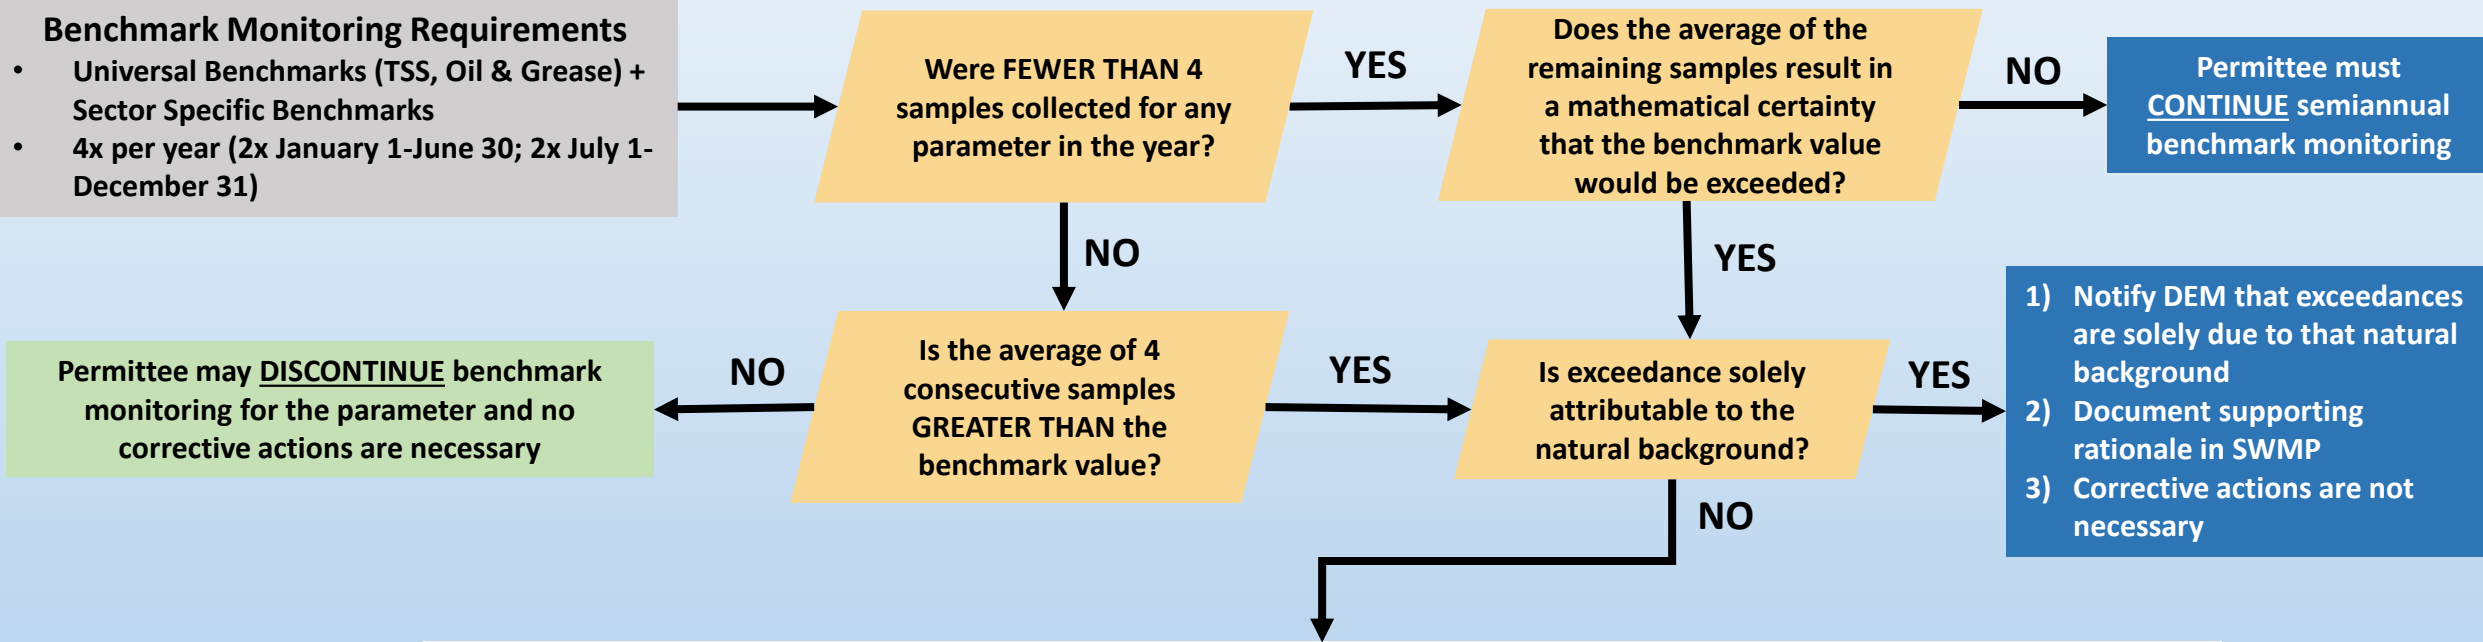 Benchmark Monitoring Requirements
• Universal Benchmarks (TSS, Oil & Grease) +
Sector Specific Benchmarks
• 4x per year (2x January 1-June 30; 2x July 1-
December 31)
Were FEWER THAN 4
samples collected for any
parameter in the year?
YES
Does the average of the
remaining samples result in
a mathematical certainty
that the benchmark value
would be exceeded?
NO
Permittee must
CONTINUE semiannual
benchmark monitoring
NO
YES
Permittee may DISCONTINUE benchmark
monitoring for the parameter and no
corrective actions are necessary
NO
Is the average of 4
consecutive samples
GREATER THAN the
benchmark value?
YES
Is exceedance solely
attributable to the
natural background?
YES
1) Notify DEM that exceedances
are solely due to that natural
background
2) Document supporting
rationale in SWMP
3) Corrective actions are not
necessary
NO